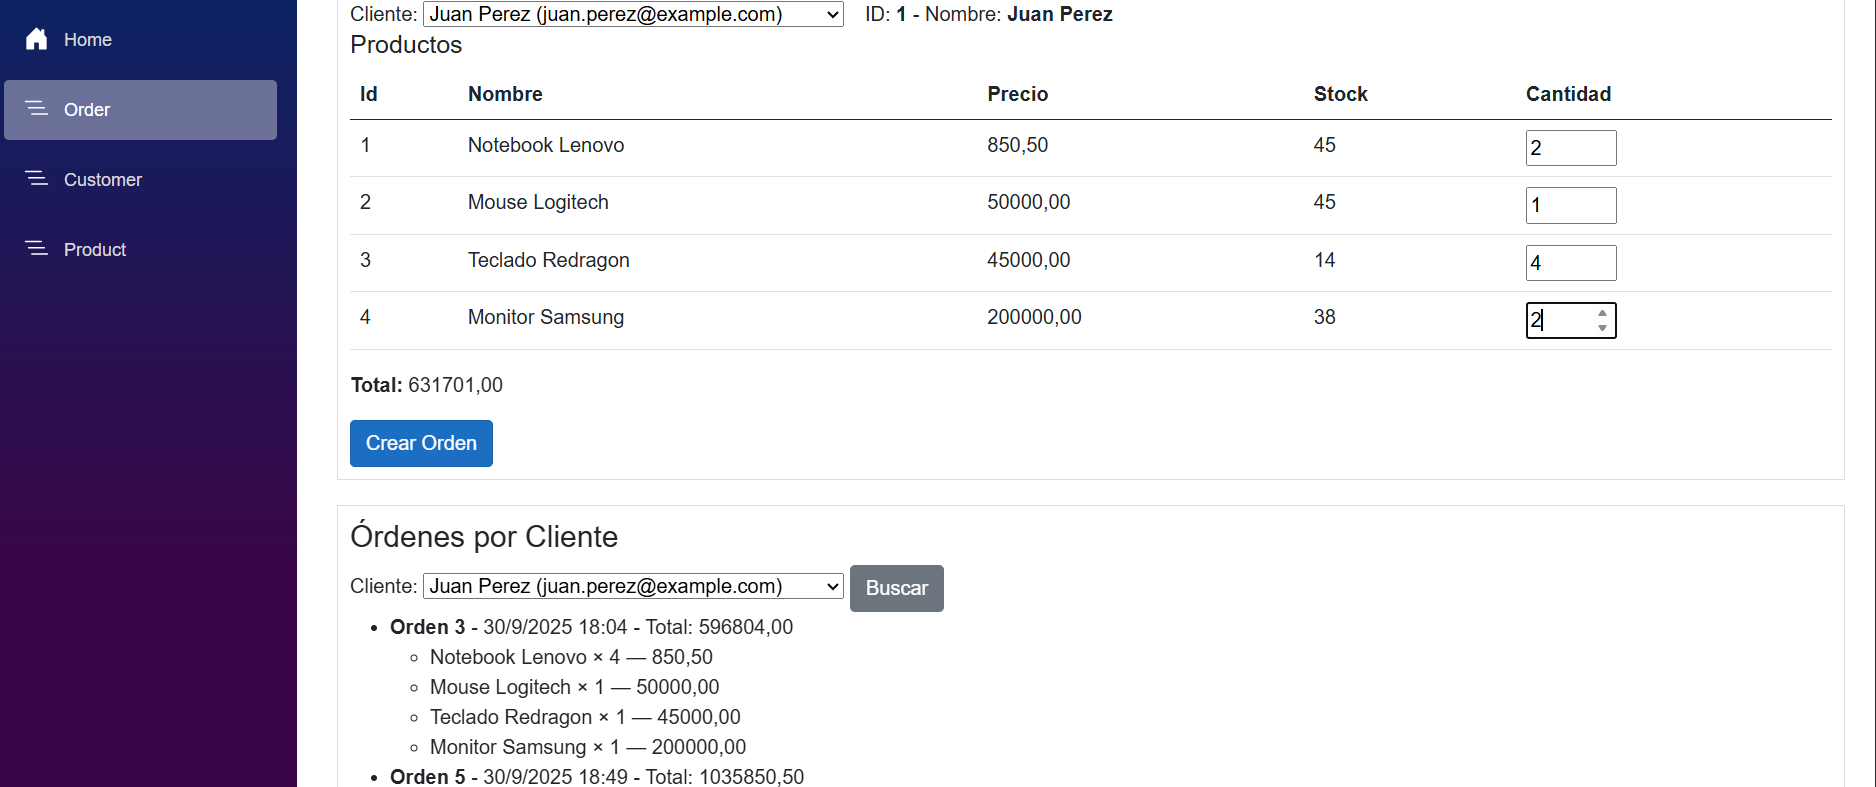 Home
Order
Customer
Product
Cliente: Juan Perez (juan.perez@example.com) ID: 1 - Nombre: Juan Perez
Productos
Id Nombre Precio Stock Cantidad
1 Notebook Lenovo 850,50 45 2
2 Mouse Logitech 50000,00 45 1
3 Teclado Redragon 45000,00 14 4
4 Monitor Samsung 200000,00 38 2
Total: 631701,00
Crear Orden
Órdenes por Cliente
Cliente: Juan Perez (juan.perez@example.com) Buscar
• Orden 3 - 30/9/2025 18:04 - Total: 596804,00
◦ Notebook Lenovo × 4 — 850,50
◦ Mouse Logitech × 1 — 50000,00
◦ Teclado Redragon × 1 — 45000,00
◦ Monitor Samsung × 1 — 200000,00
• Orden 5 - 30/9/2025 18:49 - Total: 1035850,50